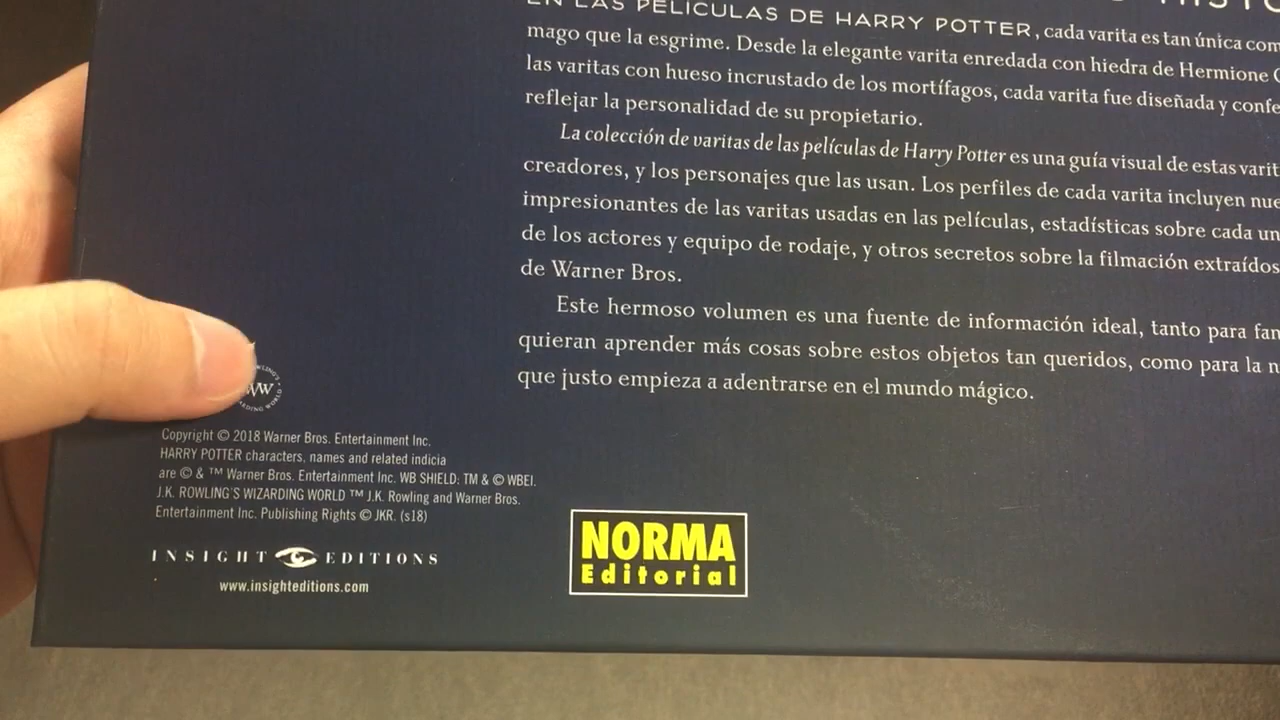 EN LAS PELÍCULAS DE HARRY POTTER, cada varita es tan única com
mago que la esgrime. Desde la elegante varita enredada con hiedra de Hermione G
las varitas con hueso incrustado de los mortífagos, cada varita fue diseñada y confe
reflejar la personalidad de su propietario.
La colección de varitas de las películas de Harry Potter es una guía visual de estas varit
creadores, y los personajes que las usan. Los perfiles de cada varita incluyen nue
impresionantes de las varitas usadas en las películas, estadísticas sobre cada un
de los actores y equipo de rodaje, y otros secretos sobre la filmación extraídos
de Warner Bros.
Este hermoso volumen es una fuente de información ideal, tanto para fan
quieran aprender más cosas sobre estos objetos tan queridos, como para la n
que justo empieza a adentrarse en el mundo mágico.
Copyright © 2018 Warner Bros. Entertainment Inc.
HARRY POTTER characters, names and related indicia
are © & ™ Warner Bros. Entertainment Inc. WB SHIELD: TM & © WBEI.
J.K. ROWLING'S WIZARDING WORLD ™ J.K. Rowling and Warner Bros.
Entertainment Inc. Publishing Rights © JKR. (s18)
INSIGHT EDITIONS
www.insighteditions.com
NORMA
Editorial